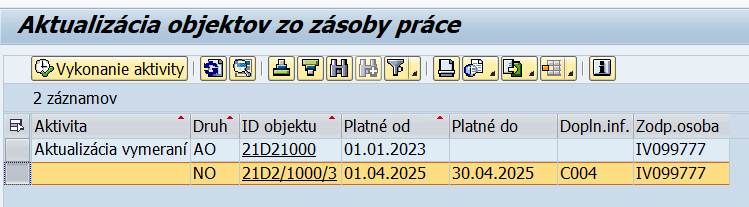 Aktualizácia objektov zo zásoby práce
Vykonanie aktivity
2 záznamov
Aktivita Druh ID objektu Platné od Platné do Dopln.inf. Zodp.osoba
Aktualizácia vymeraní AO 21D21000 01.01.2023 IV099777
NO 21D2/1000/3 01.04.2025 30.04.2025 C004 IV099777